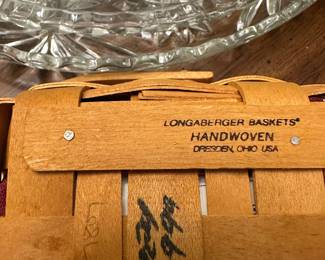 LONGABERGER BASKETS®
HANDWOVEN
DRESDEN, OHIO USA